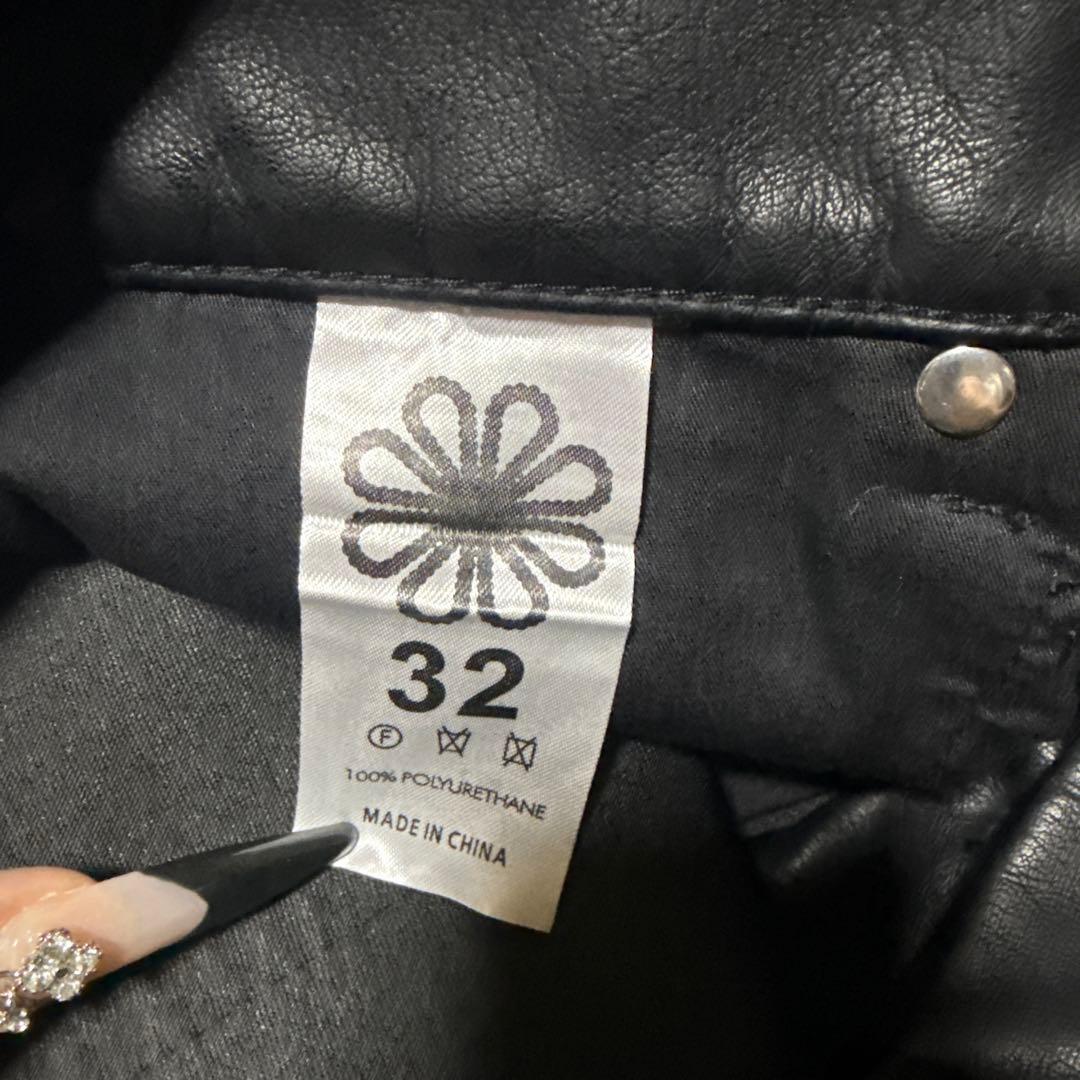 32
F
100% POLYURETHANE
MADE IN CHINA